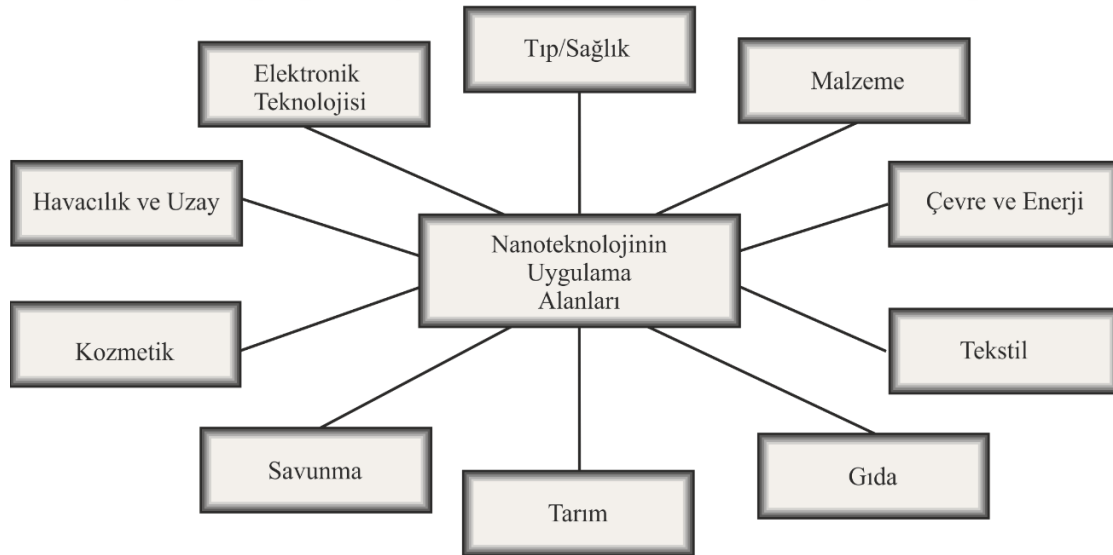 Tıp/Sağlık
Elektronik
Teknolojisi
Malzeme
Havacılık ve Uzay
Çevre ve Enerji
Nanoteknolojinin
Uygulama
Alanları
Kozmetik
Tekstil
Savunma
Gıda
Tarım